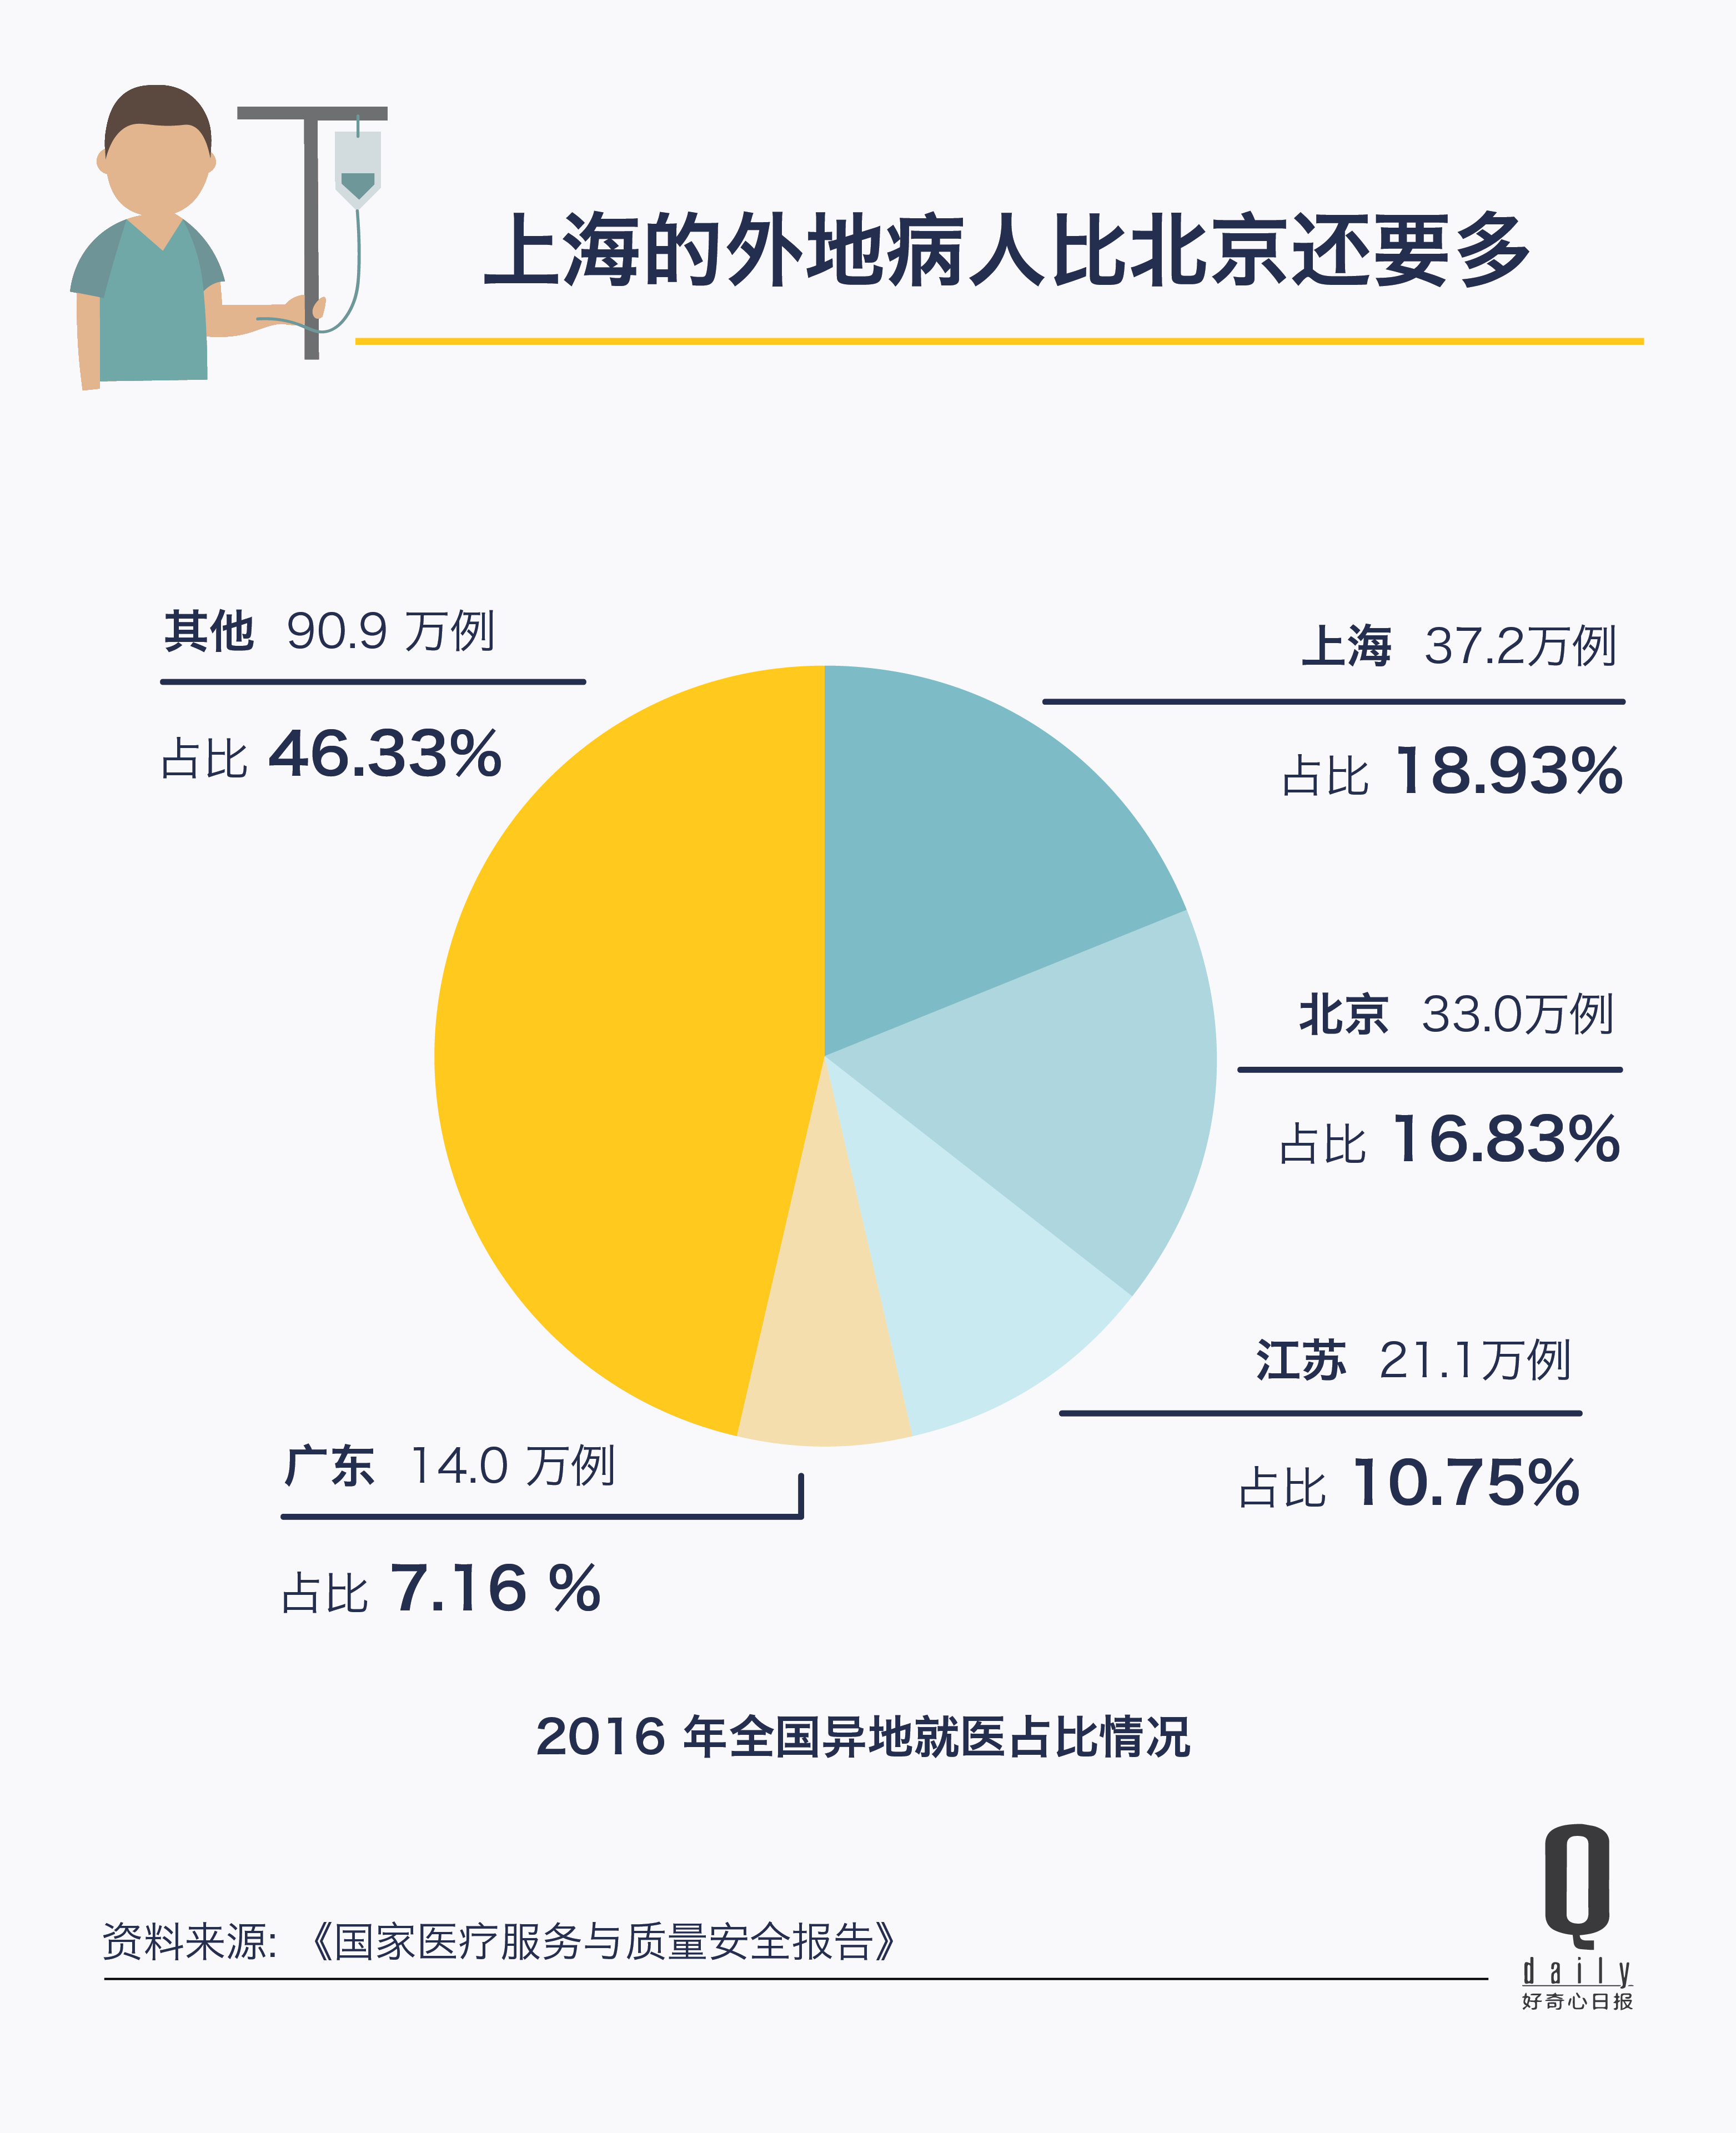 上海的外地病人比北京还要多
其他 90.9 万例
占比 46.33%
上海 37.2万例
占比 18.93%
北京 33.0万例
占比 16.83%
江苏 21.1万例
占比 10.75%
广东 14.0 万例
占比 7.16 %
2016 年全国异地就医占比情况
资料来源: 《国家医疗服务与质量安全报告》
Q
daily
好奇心日报